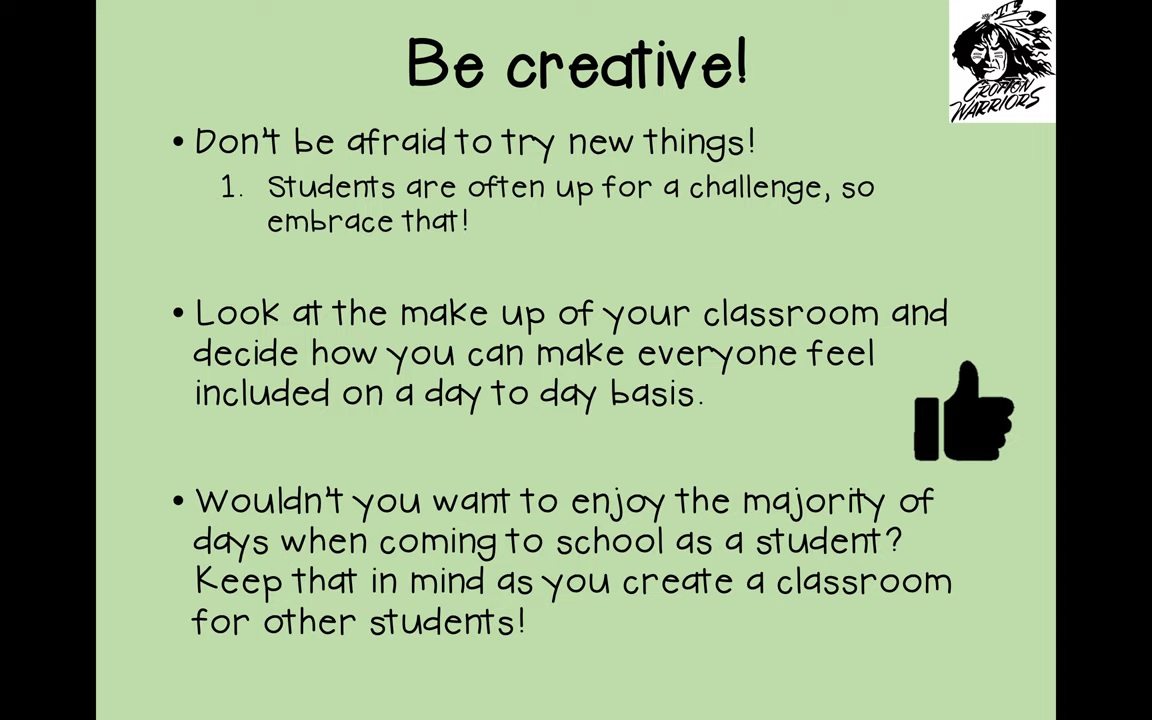 Be creative!
CROFTON
WARRIORS
• Don't be afraid to try new things!
1. Students are often up for a challenge, so
embrace that!
• Look at the make up of your classroom and
decide how you can make everyone feel
included on a day to day basis.
• Wouldn't you want to enjoy the majority of
days when coming to school as a student?
Keep that in mind as you create a classroom
for other students!